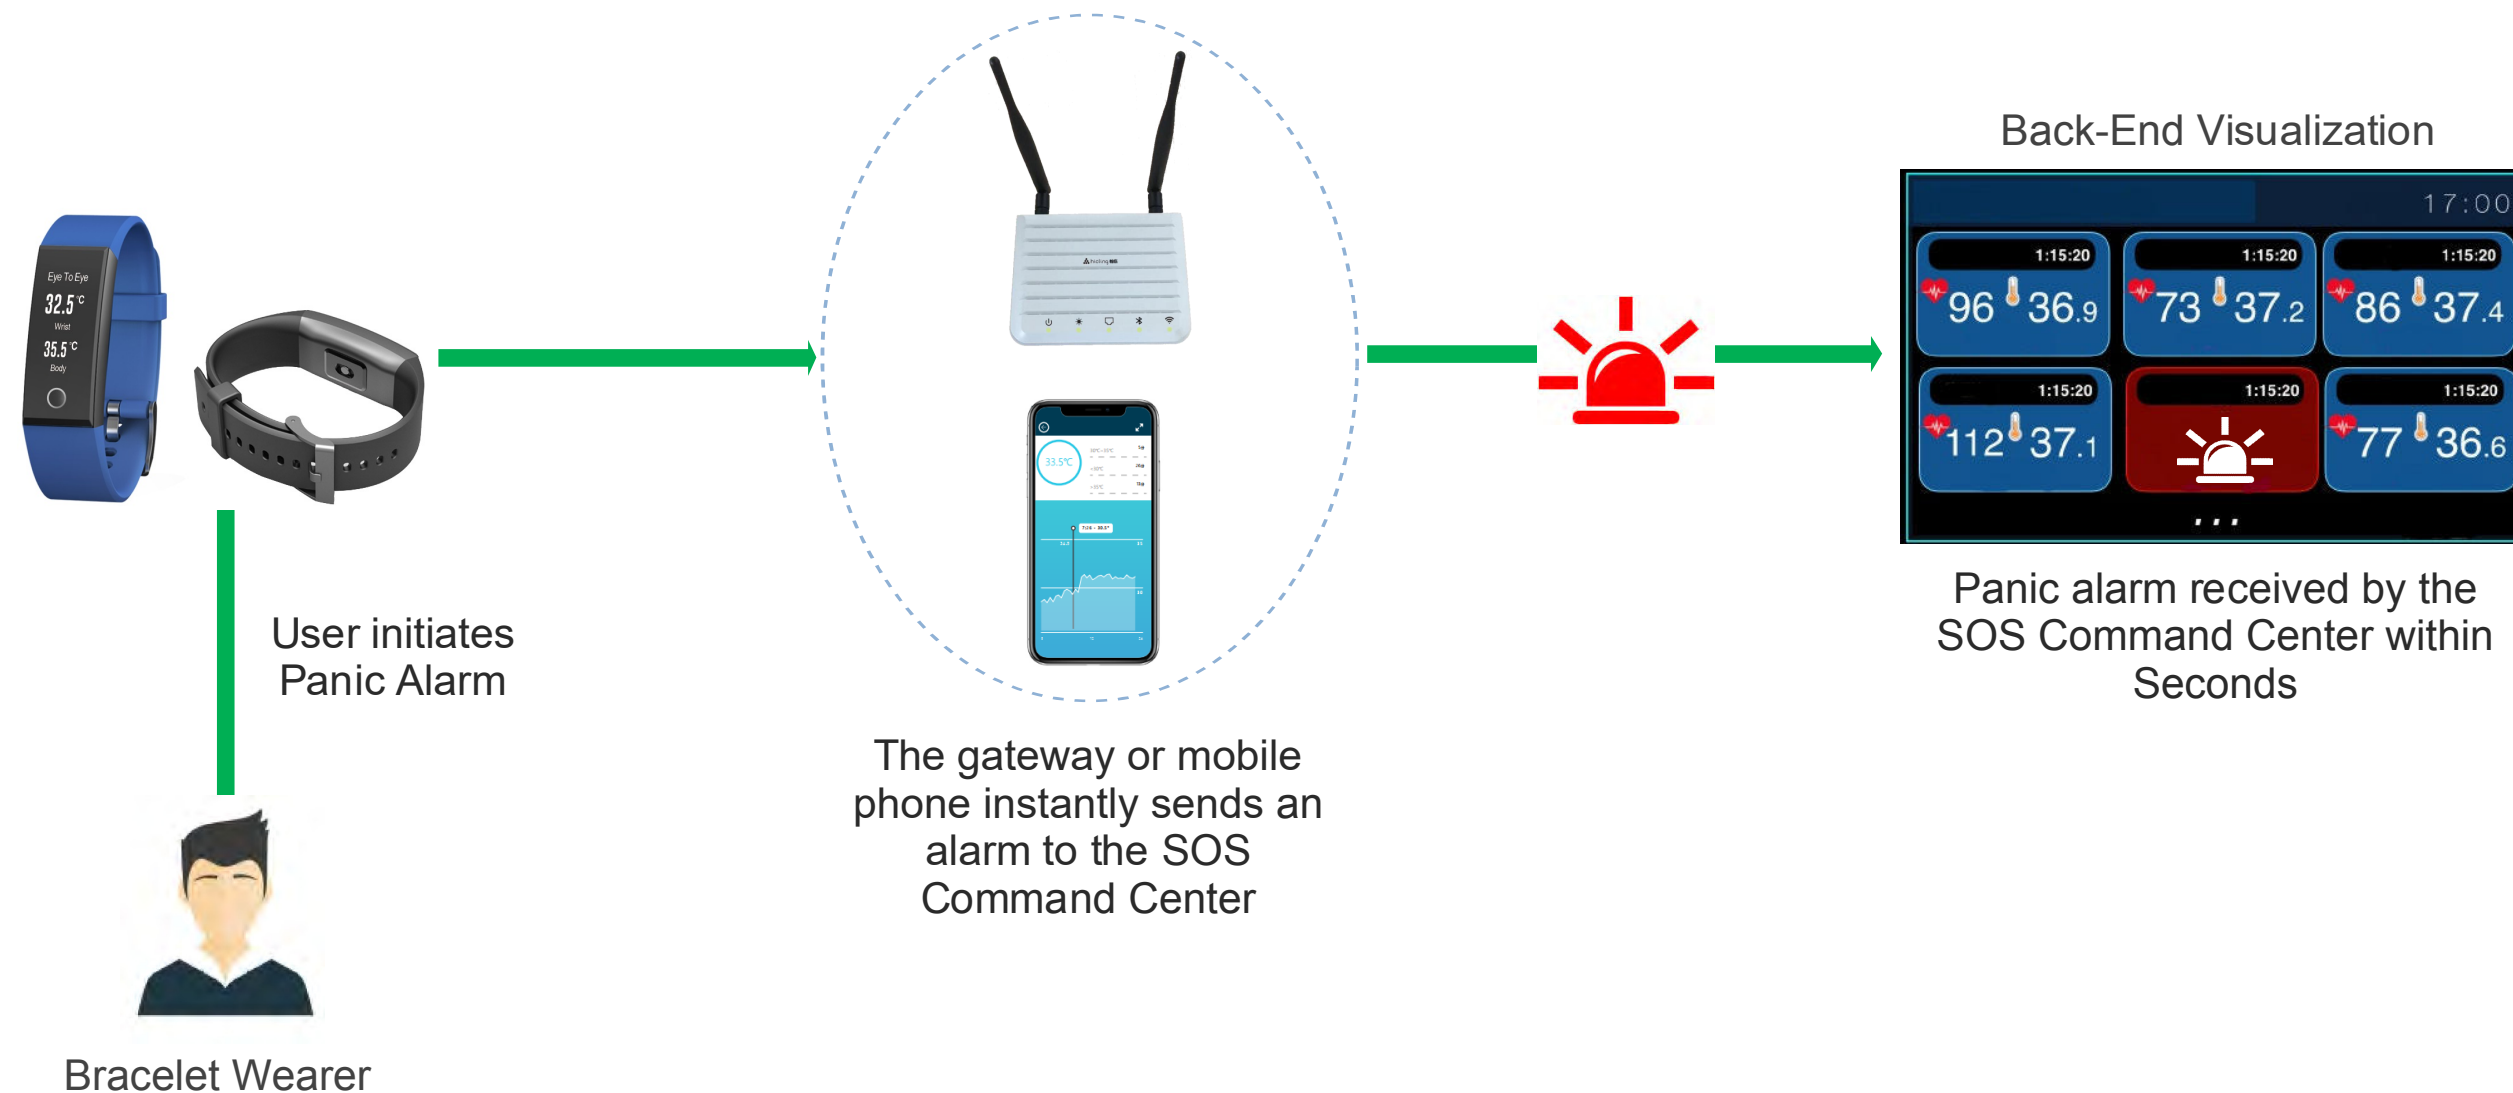 Back-End Visualization
17:00
1:15:20
96 36.9
1:15:20
73 37.2
1:15:20
86 37.4
1:15:20
112 37.1
1:15:20
1:15:20
77 36.6
...
Panic alarm received by the
SOS Command Center within
Seconds
Eye To Eye
32.5 °C
Wrist
35.5 °C
Body
33.5°C
User initiates
Panic Alarm
The gateway or mobile
phone instantly sends an
alarm to the SOS
Command Center
Bracelet Wearer